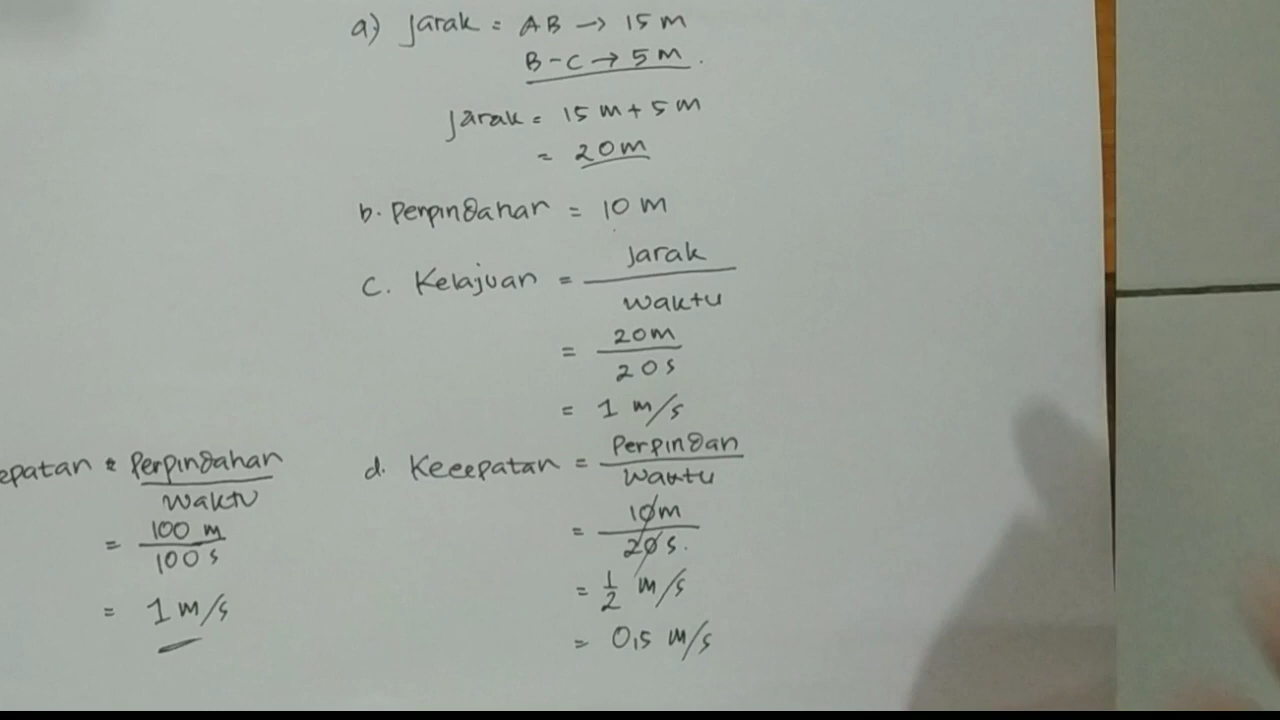 a) Jarak = AB → 15 m
B - C → 5 m.
Jarak = 15 m + 5 m
= 20 m
b. Perpindahan = 10 m
c. Kelajuan = Jarak
Waktu
= 20 m
20 s
= 1 m/s
d. Keeepatan = Perpindan
Waktu
= 10 m
20 s.
= 1/2 m/s
= 0,5 m/s
epatan = Perpindahan
Waktu
= 100 m
100 s
= 1 m/s